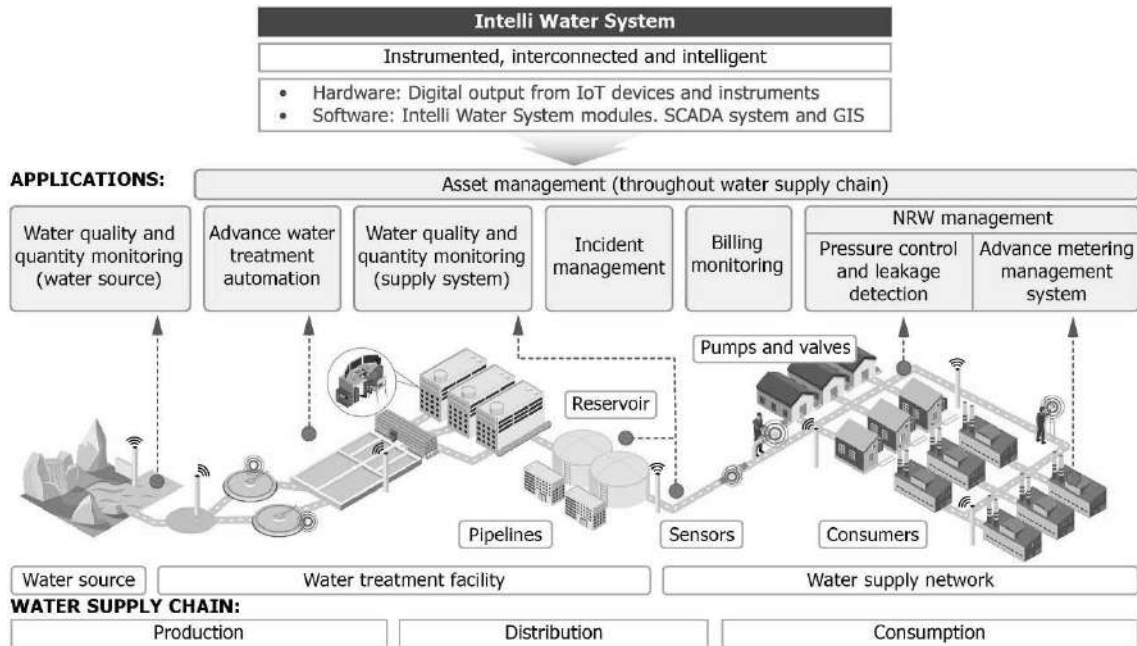 Intelli Water System
Instrumented, interconnected and intelligent
• Hardware: Digital output from IoT devices and instruments
• Software: Intelli Water System modules. SCADA system and GIS
APPLICATIONS:
Asset management (throughout water supply chain)
Water quality and
quantity monitoring
(water source)
Advance water
treatment
automation
Water quality and
quantity monitoring
(supply system)
Incident
management
Billing
monitoring
NRW management
Pressure control
and leakage
detection
Advance metering
management
system
Pumps and valves
Reservoir
Pipelines
Sensors
Consumers
Water source
Water treatment facility
Water supply network
WATER SUPPLY CHAIN:
Production
Distribution
Consumption